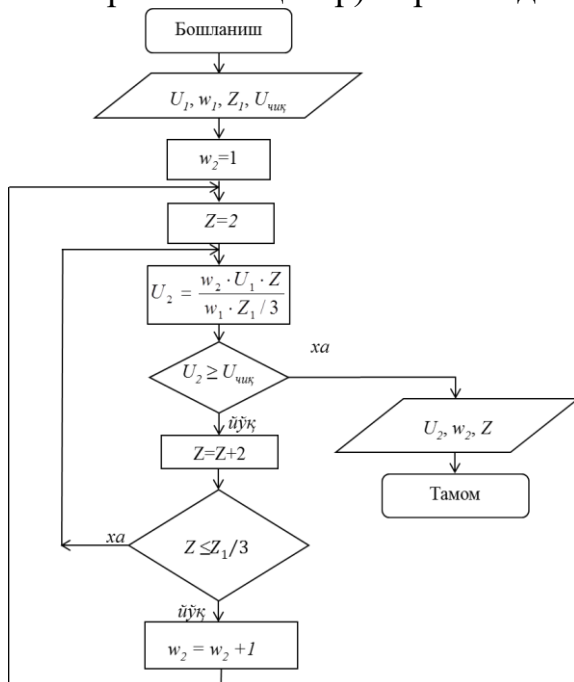 Бошланиш
U₁, w₁, Z₁, Uчиқ
w₂=1
Z=2
U₂ = w₂ · U₁ · Z / w₁ · Z₁ / 3
ха
U₂ ≥ Uчиқ
йўқ
U₂, w₂, Z
Z=Z+2
Тамом
ха
Z ≤Z₁/3
йўқ
w₂ = w₂ +1